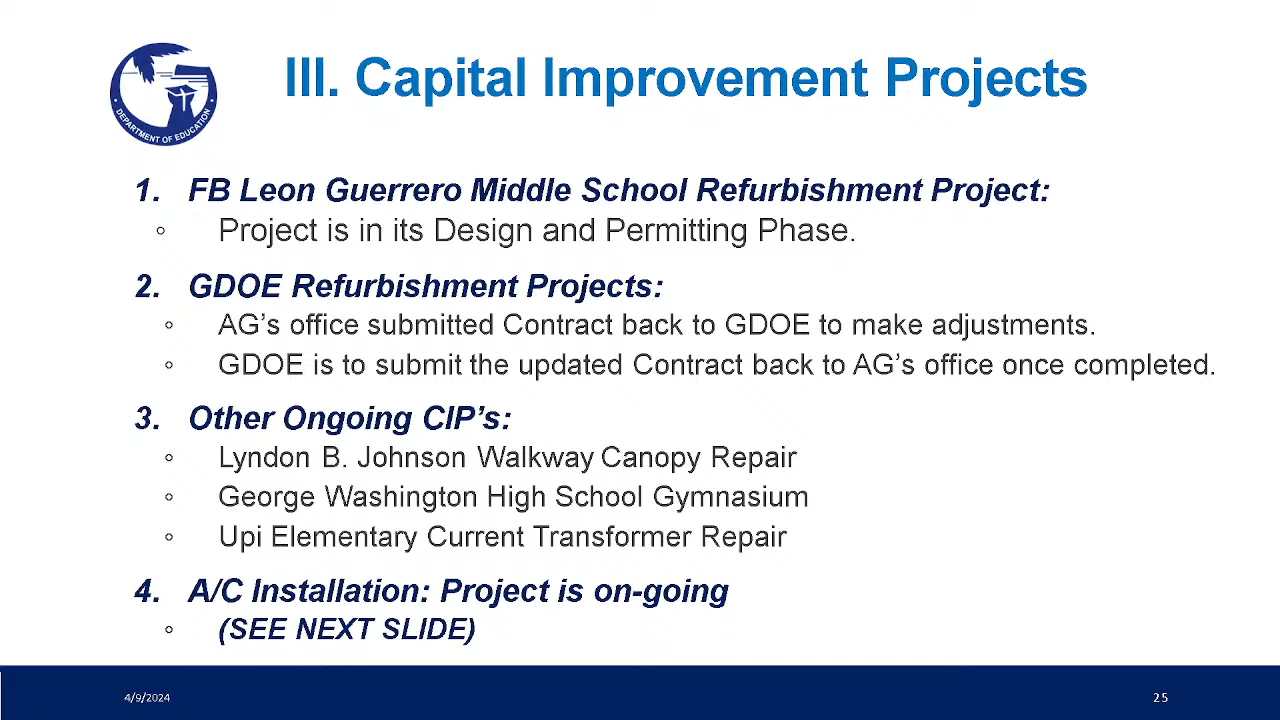 III. Capital Improvement Projects
DEPARTMENT OF EDUCATION
1. FB Leon Guerrero Middle School Refurbishment Project:
◦ Project is in its Design and Permitting Phase.
2. GDOE Refurbishment Projects:
◦ AG's office submitted Contract back to GDOE to make adjustments.
◦ GDOE is to submit the updated Contract back to AG's office once completed.
3. Other Ongoing CIP's:
◦ Lyndon B. Johnson Walkway Canopy Repair
◦ George Washington High School Gymnasium
◦ Upi Elementary Current Transformer Repair
4. A/C Installation: Project is on-going
◦ (SEE NEXT SLIDE)
4/9/2024
25